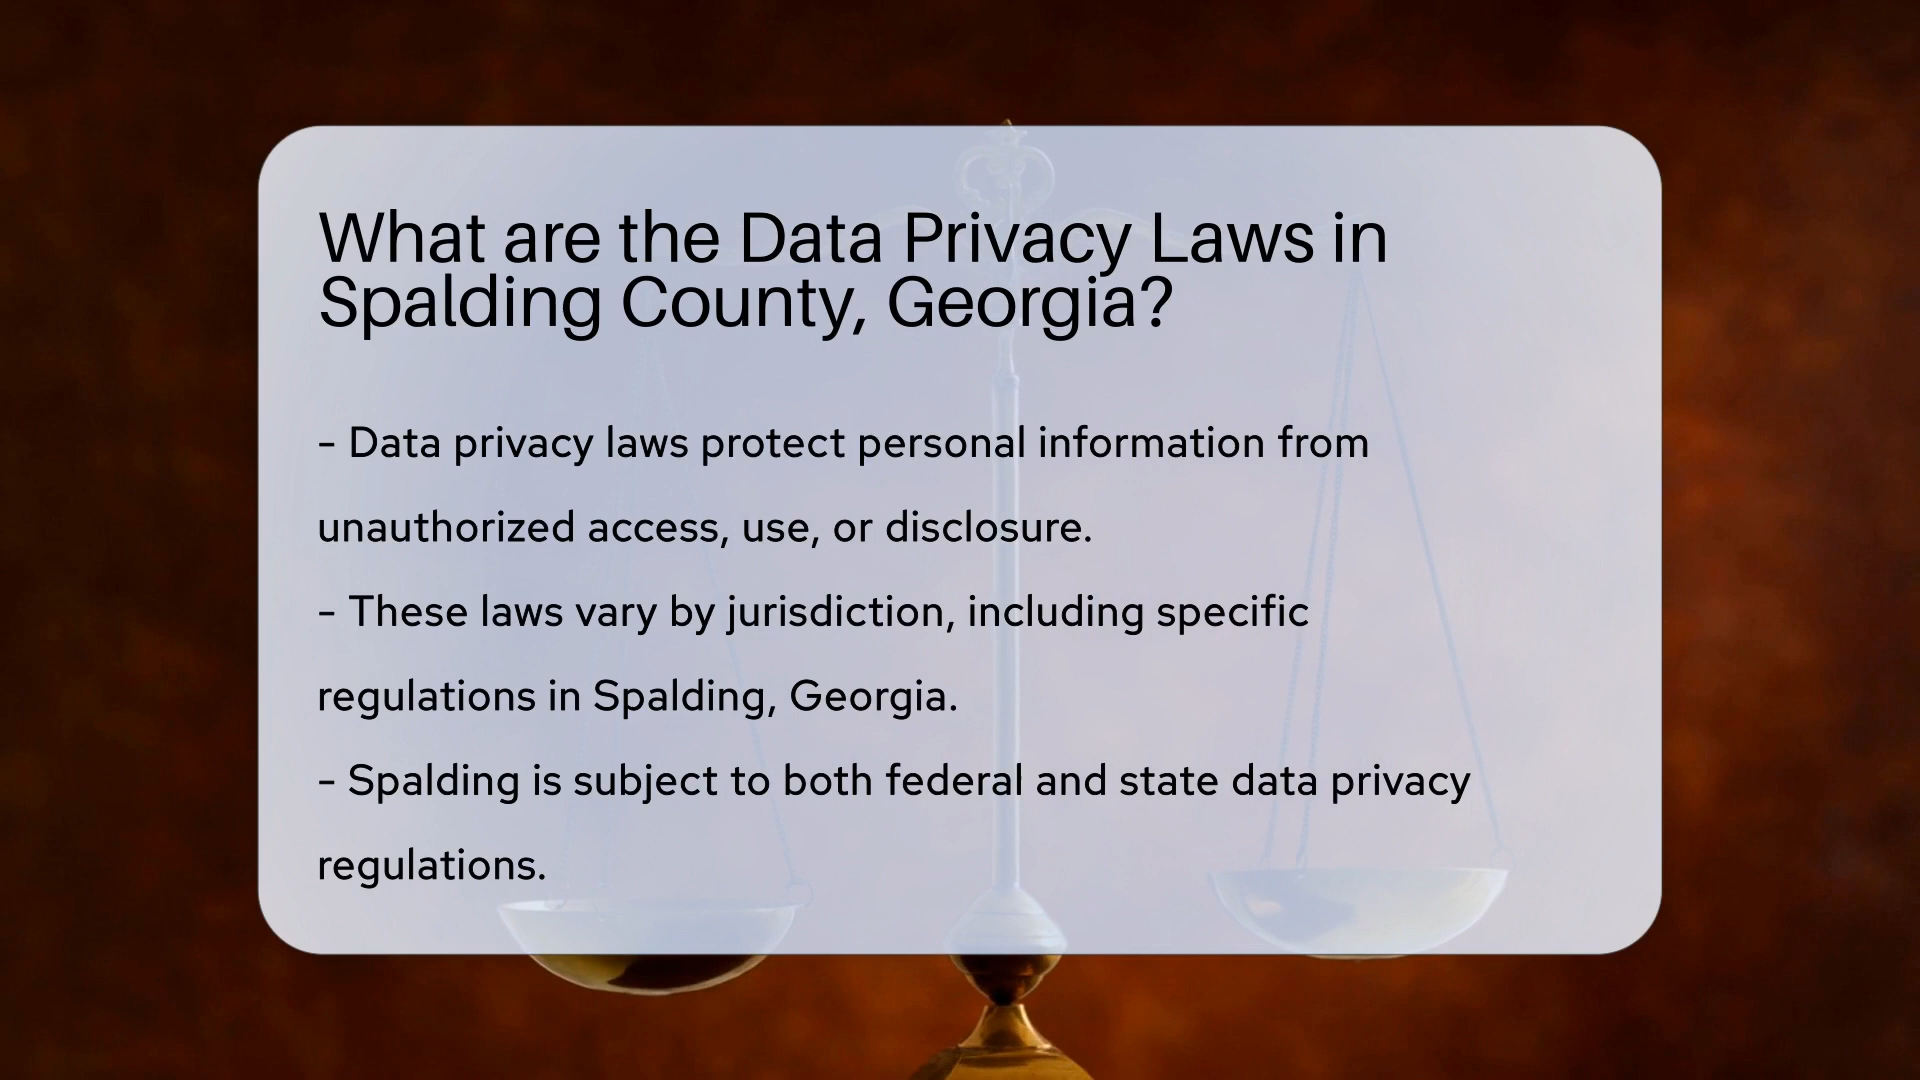 What are the Data Privacy Laws in
Spalding County, Georgia?
– Data privacy laws protect personal information from
unauthorized access, use, or disclosure.
– These laws vary by jurisdiction, including specific
regulations in Spalding, Georgia.
– Spalding is subject to both federal and state data privacy
regulations.